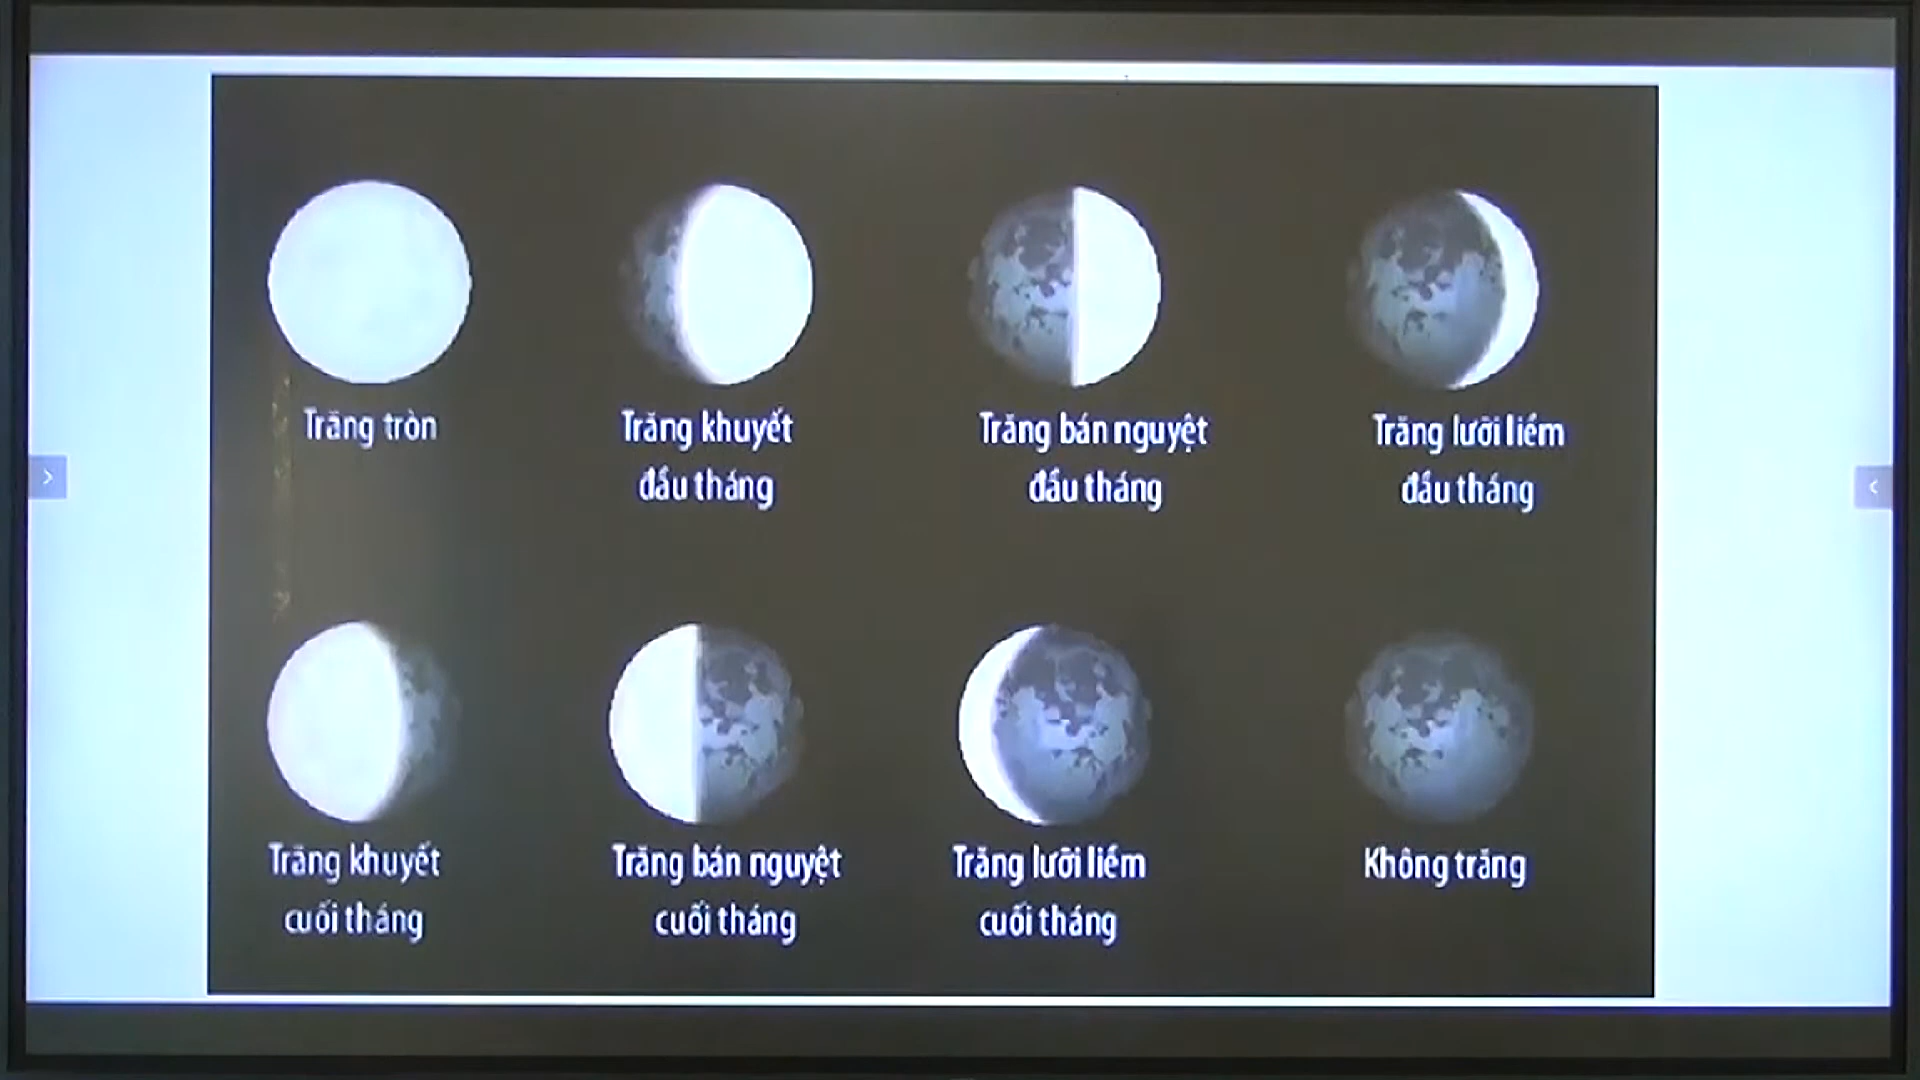 Trăng tròn
Trăng khuyết
đầu tháng
Trăng bán nguyệt
đầu tháng
Trăng lưỡi liềm
đầu tháng
Trăng khuyết
cuối tháng
Trăng bán nguyệt
cuối tháng
Trăng lưỡi liềm
cuối tháng
Không trăng